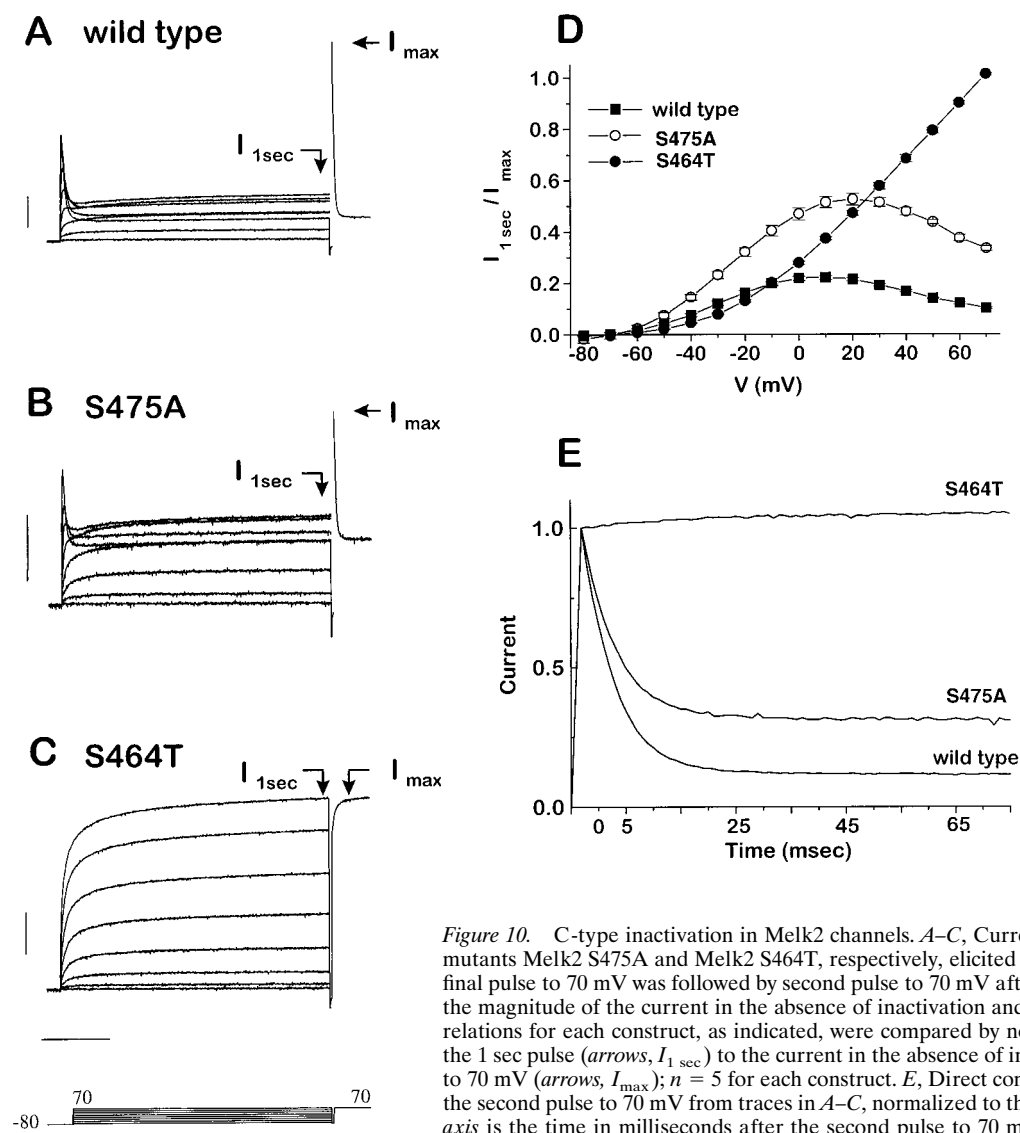 A wild type
I max
I 1sec
B S475A
I max
I 1sec
C S464T
I 1sec
I max
70
70
-80
D
1.0
0.8
0.6
0.4
0.2
0.0
I 1 sec / I max
wild type
S475A
S464T
-80 -60 -40 -20 0 20 40 60
V (mV)
E
1.0
0.5
0.0
Current
S464T
S475A
wild type
0 5 25 45 65
Time (msec)
Figure 10. C-type inactivation in Melk2 channels. A–C, Curre
mutants Melk2 S475A and Melk2 S464T, respectively, elicited
final pulse to 70 mV was followed by second pulse to 70 mV aft
the magnitude of the current in the absence of inactivation and
relations for each construct, as indicated, were compared by no
the 1 sec pulse (arrows, I1 sec) to the current in the absence of in
to 70 mV (arrows, Imax); n = 5 for each construct. E, Direct con
the second pulse to 70 mV from traces in A–C, normalized to th
axis is the time in milliseconds after the second pulse to 70 m